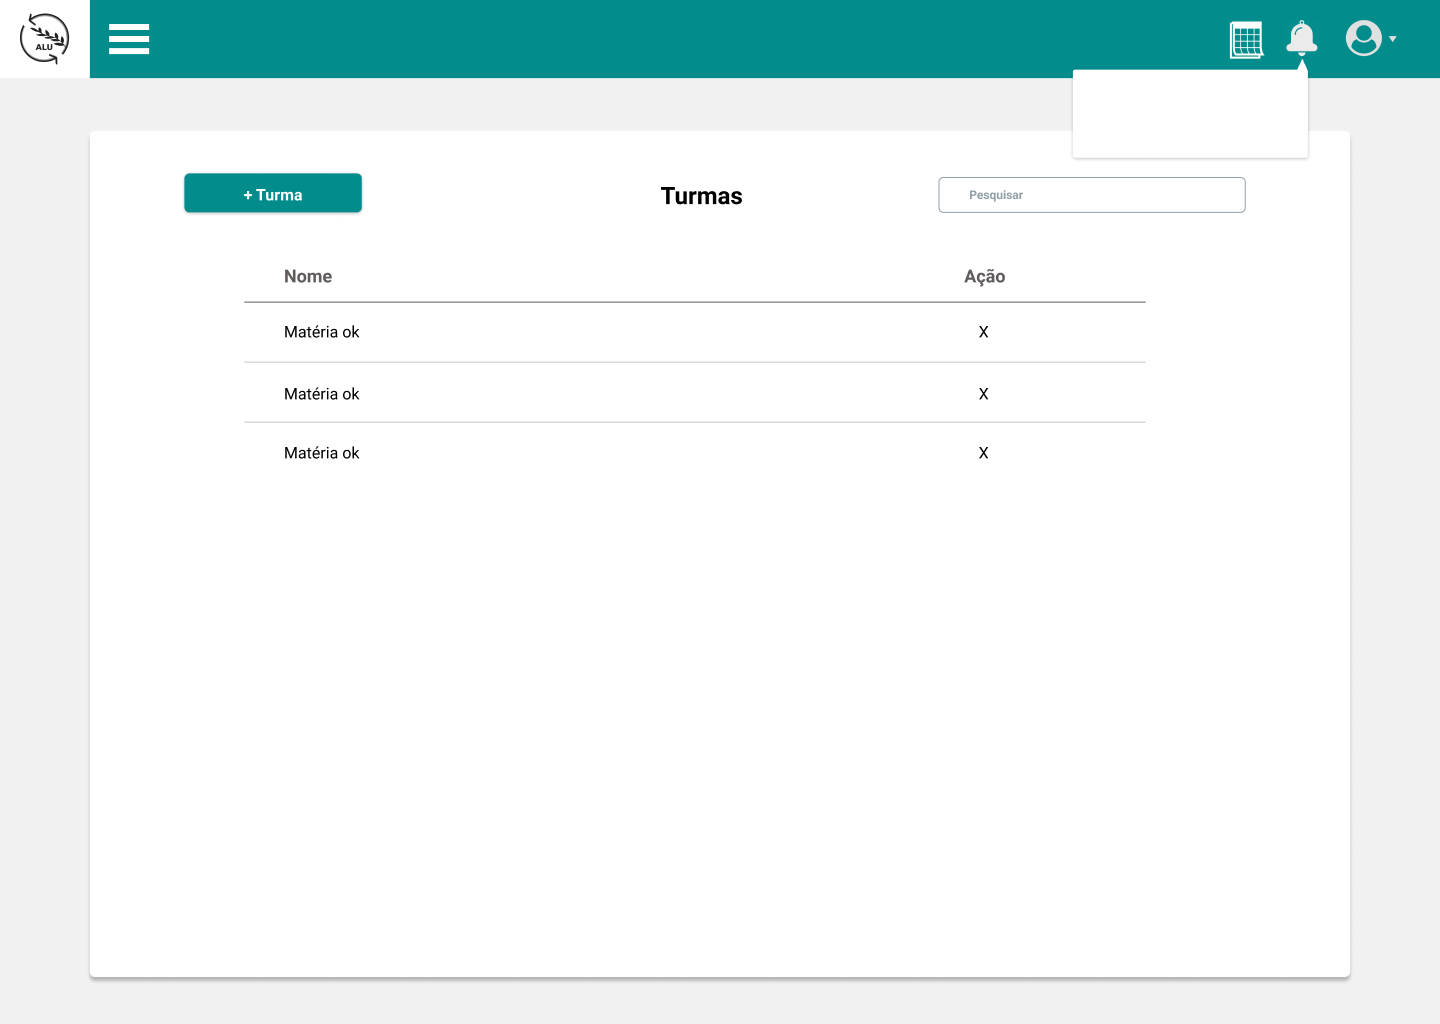 ALU
+ Turma
Turmas
Pesquisar
Nome Ação
Matéria ok X
Matéria ok X
Matéria ok X